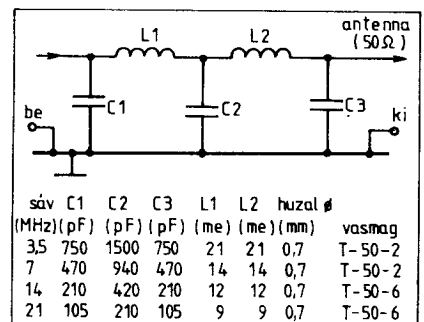 antenna
L1 L2 (50Ω)
C1 C2 C3
be ki
sáv C1 C2 C3 L1 L2 huzal ø
(MHz) (pF) (pF) (pF) (me) (me) (mm) vasmag
3,5 750 1500 750 21 21 0,7 T-50-2
7 470 940 470 14 14 0,7 T-50-2
14 210 420 210 12 12 0,7 T-50-6
21 105 210 105 9 9 0,7 T-50-6